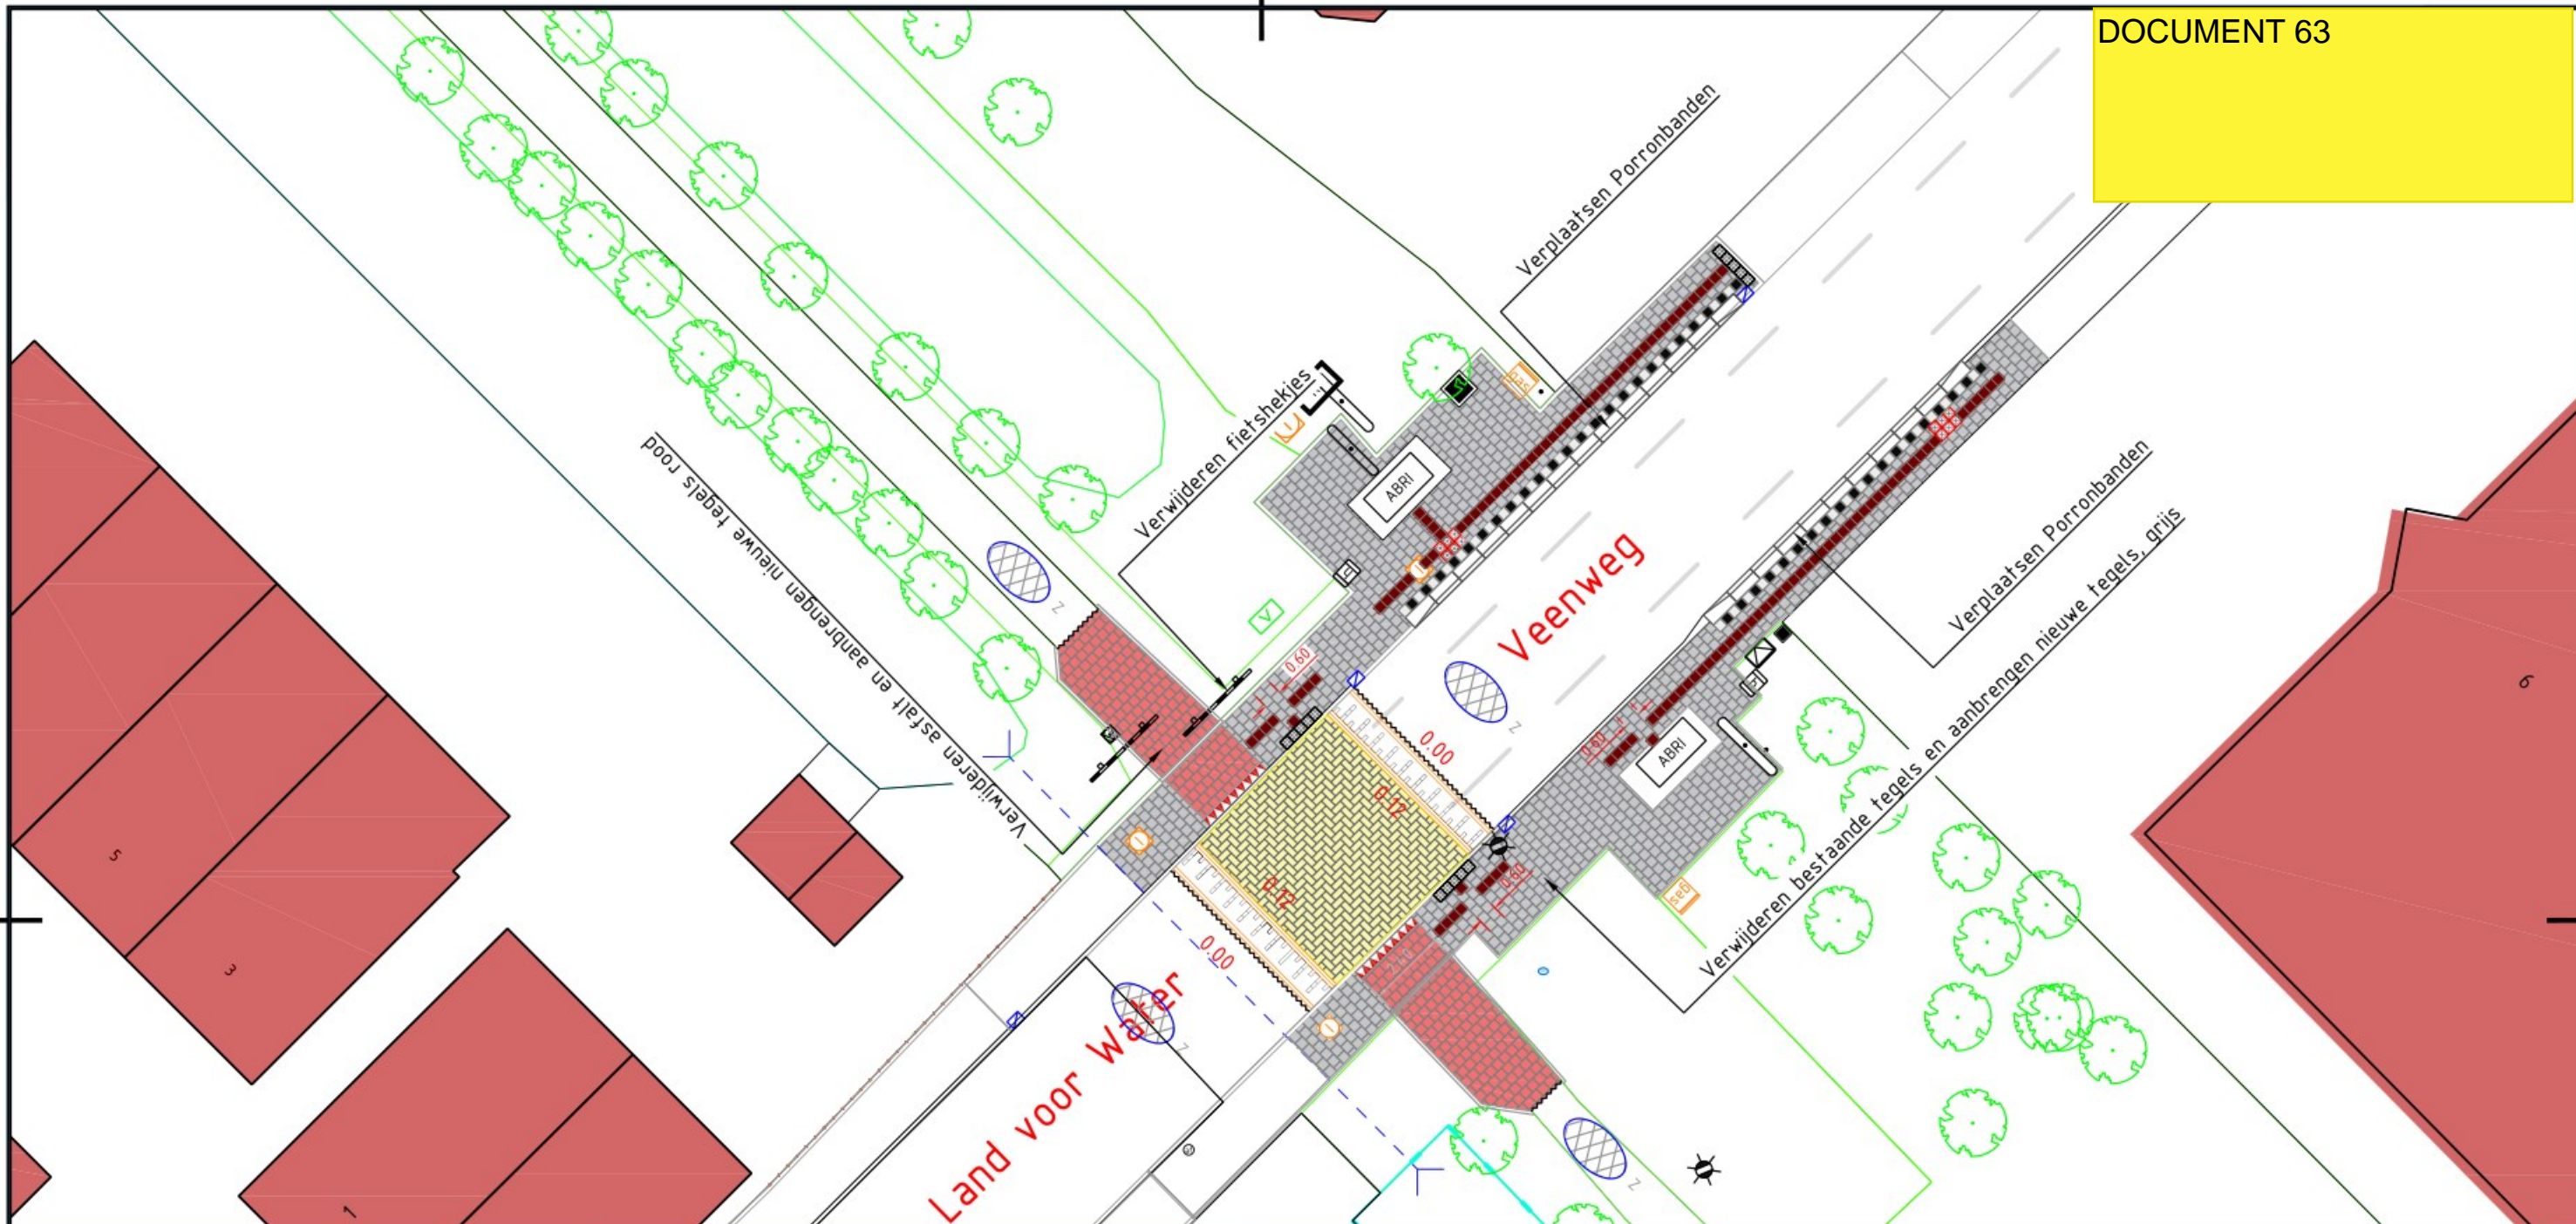 DOCUMENT 63
Verplaatsen Porronbanden
Verwijderen fietshekjes
Verwijderen asfalt en aanbrengen nieuwe tegels rood
gas
ABRI
Veenweg
Verplaatsen Porronbanden
Verwijderen bestaande tegels en aanbrengen nieuwe tegels, grijs
V
Z
0.60
Z
0.00
0.12
0.60
ABRI
6
5
0.12
0.60
gas
0.00
3
Land voor Water
Z
Z
1